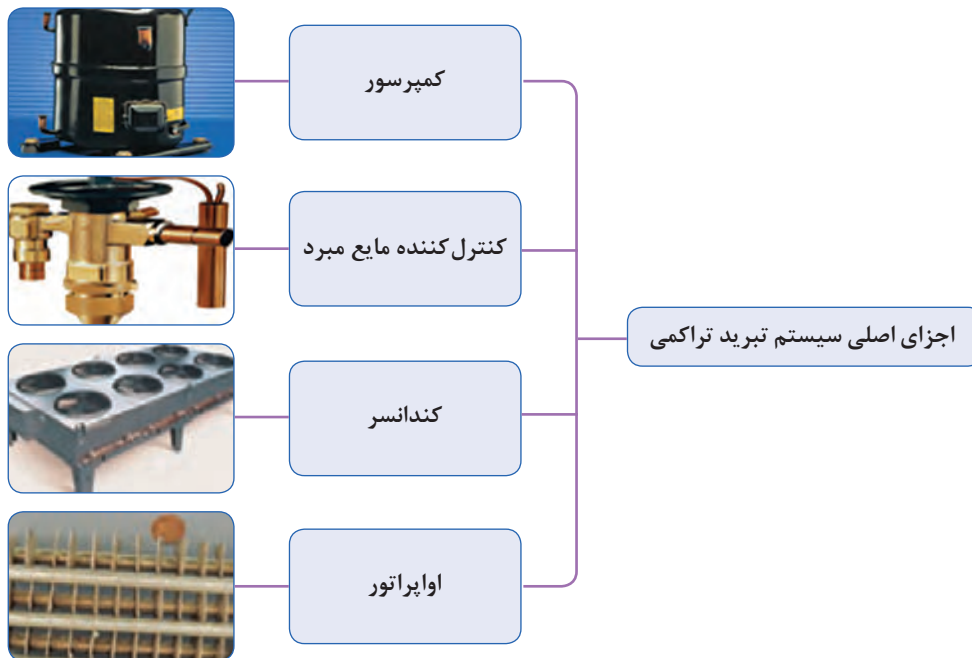 اجزای اصلی سیستم تبرید تراکمی
کمپرسور
کنترل‌کننده مایع مبرد
کندانسر
اواپراتور